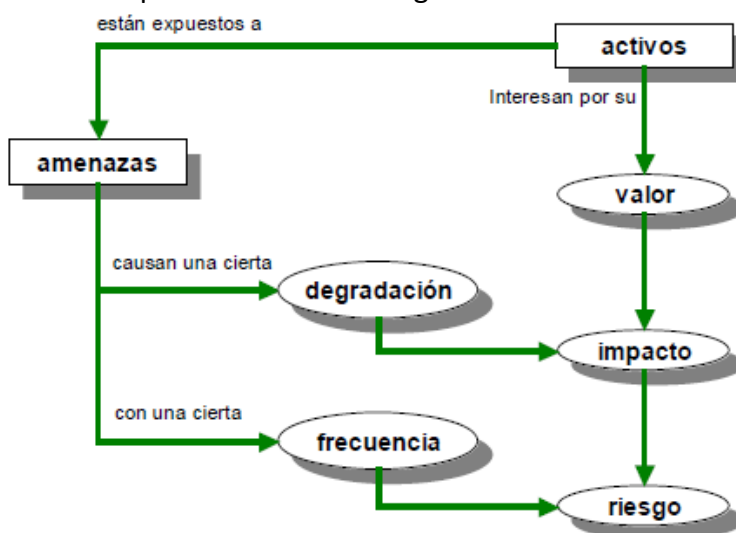 están expuestos a
activos
Interesan por su
amenazas
valor
causan una cierta
degradación
impacto
con una cierta
frecuencia
riesgo